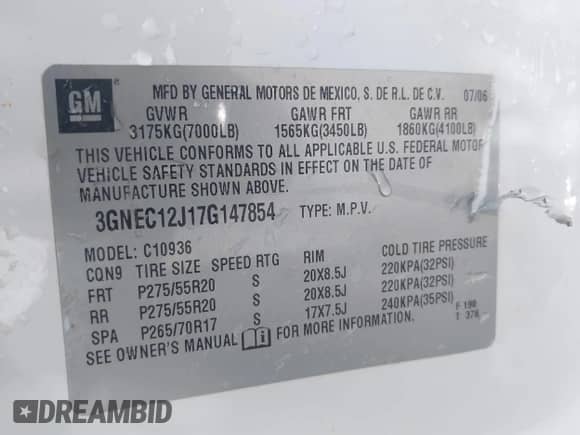 GM
MFD BY GENERAL MOTORS DE MEXICO, S. DE R.L. DE C.V. 07/06
GVWR GAWR FRT GAWR RR
3175KG(7000LB) 1565KG(3450LB) 1860KG(4100LB)
THIS VEHICLE CONFORMS TO ALL APPLICABLE U.S. FEDERAL MOTOR
VEHICLE SAFETY STANDARDS IN EFFECT ON THE DATE OF
MANUFACTURE SHOWN ABOVE.
3GNEC12J17G147854 TYPE: M.P.V.
MODEL: C10936
CQN9 TIRE SIZE SPEED RTG RIM COLD TIRE PRESSURE
FRT P275/55R20 S 20X8.5J 220KPA(32PSI)
RR P275/55R20 S 20X8.5J 220KPA(32PSI)
SPA P265/70R17 S 17X7.5J 240KPA(35PSI)
SEE OWNER'S MANUAL FOR MORE INFORMATION.
F 190
T 376
DREAMBID